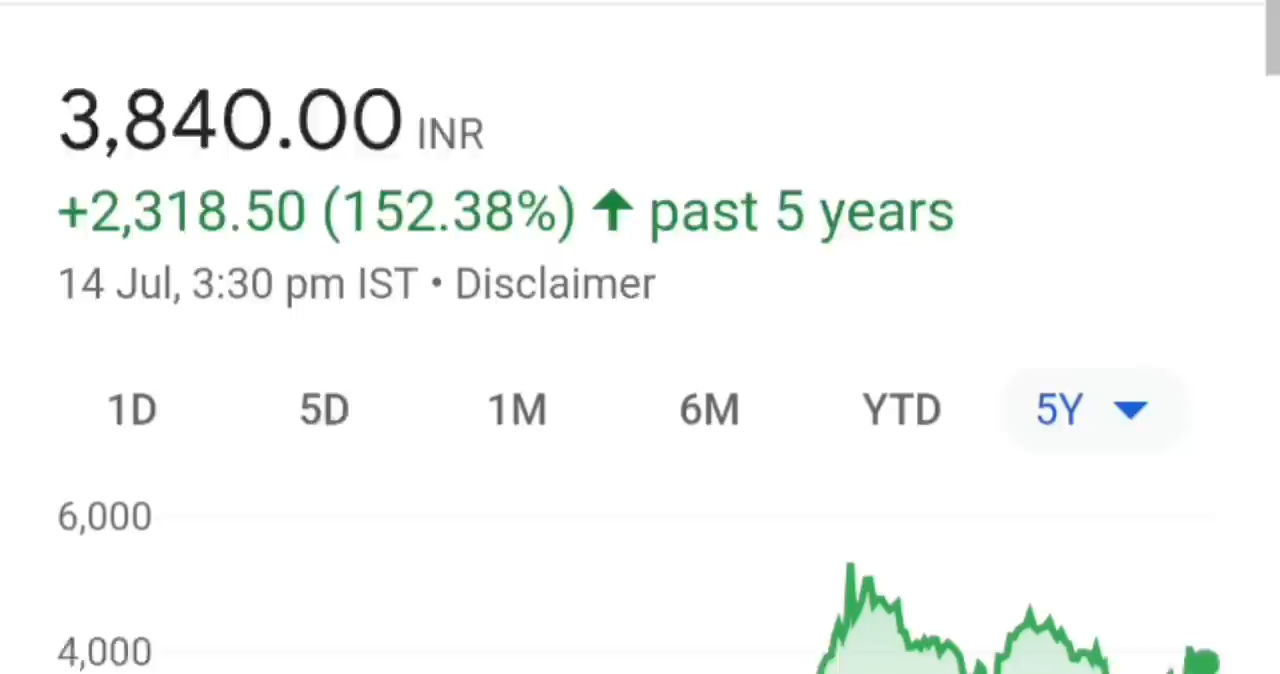 3,840.00 INR
+2,318.50 (152.38%) ↑ past 5 years
14 Jul, 3:30 pm IST • Disclaimer
1D 5D 1M 6M YTD 5Y
6,000
4,000